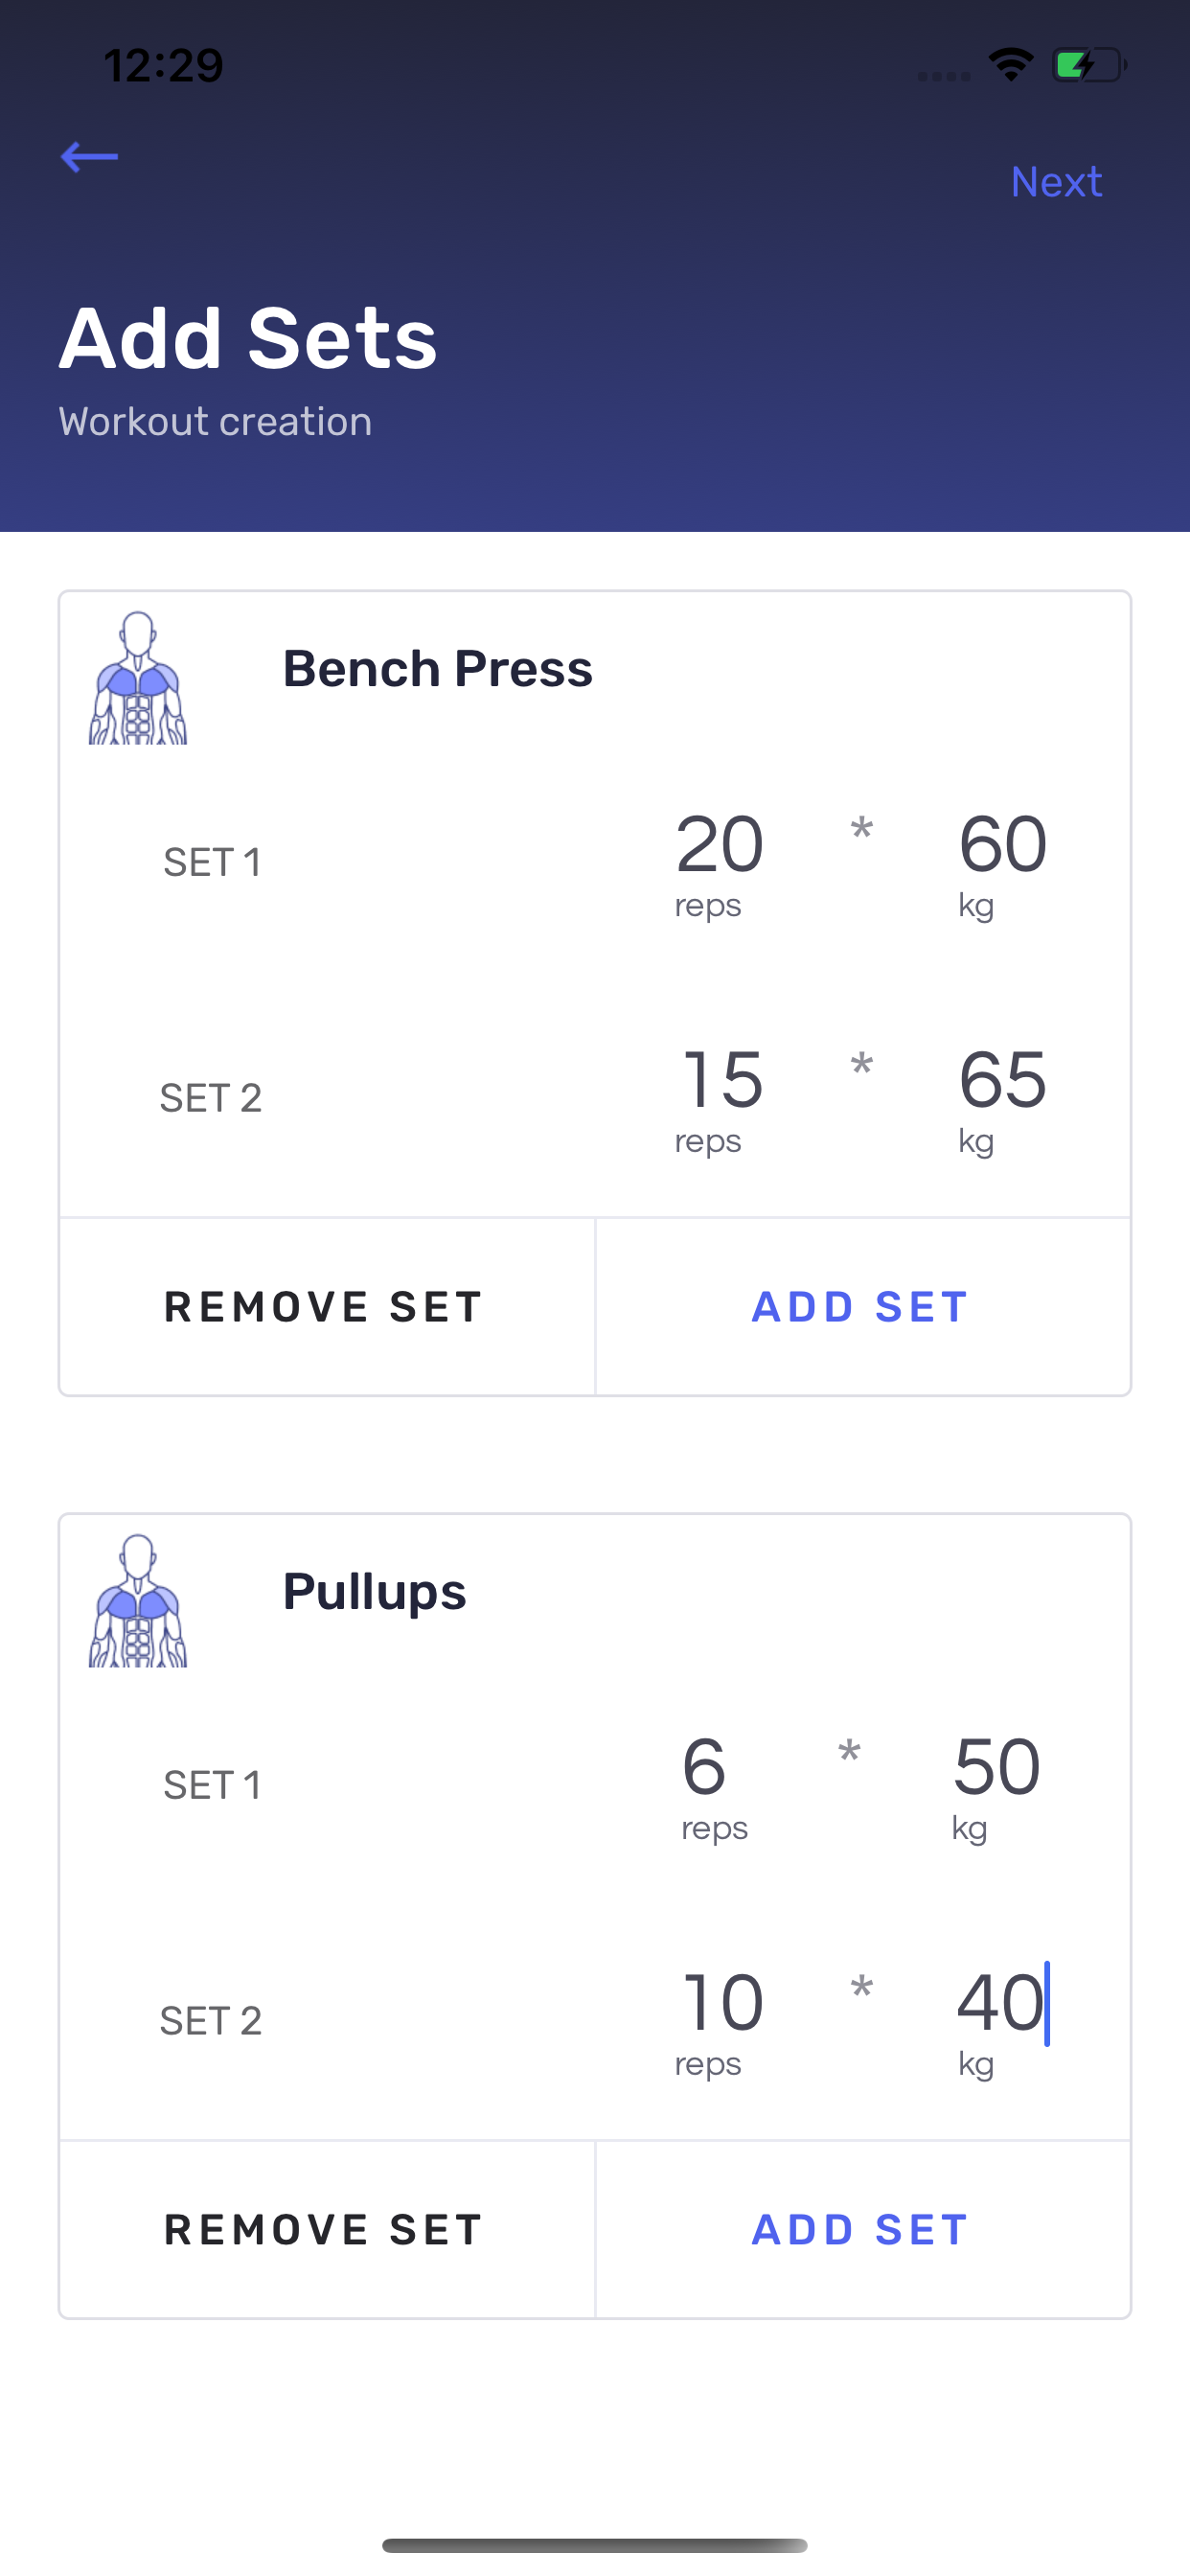 12:29
Next
Add Sets
Workout creation
Bench Press
SET 1
20 * 60
reps kg
SET 2
15 * 65
reps kg
REMOVE SET ADD SET
Pullups
SET 1
6 * 50
reps kg
SET 2
10 * 40
reps kg
REMOVE SET ADD SET